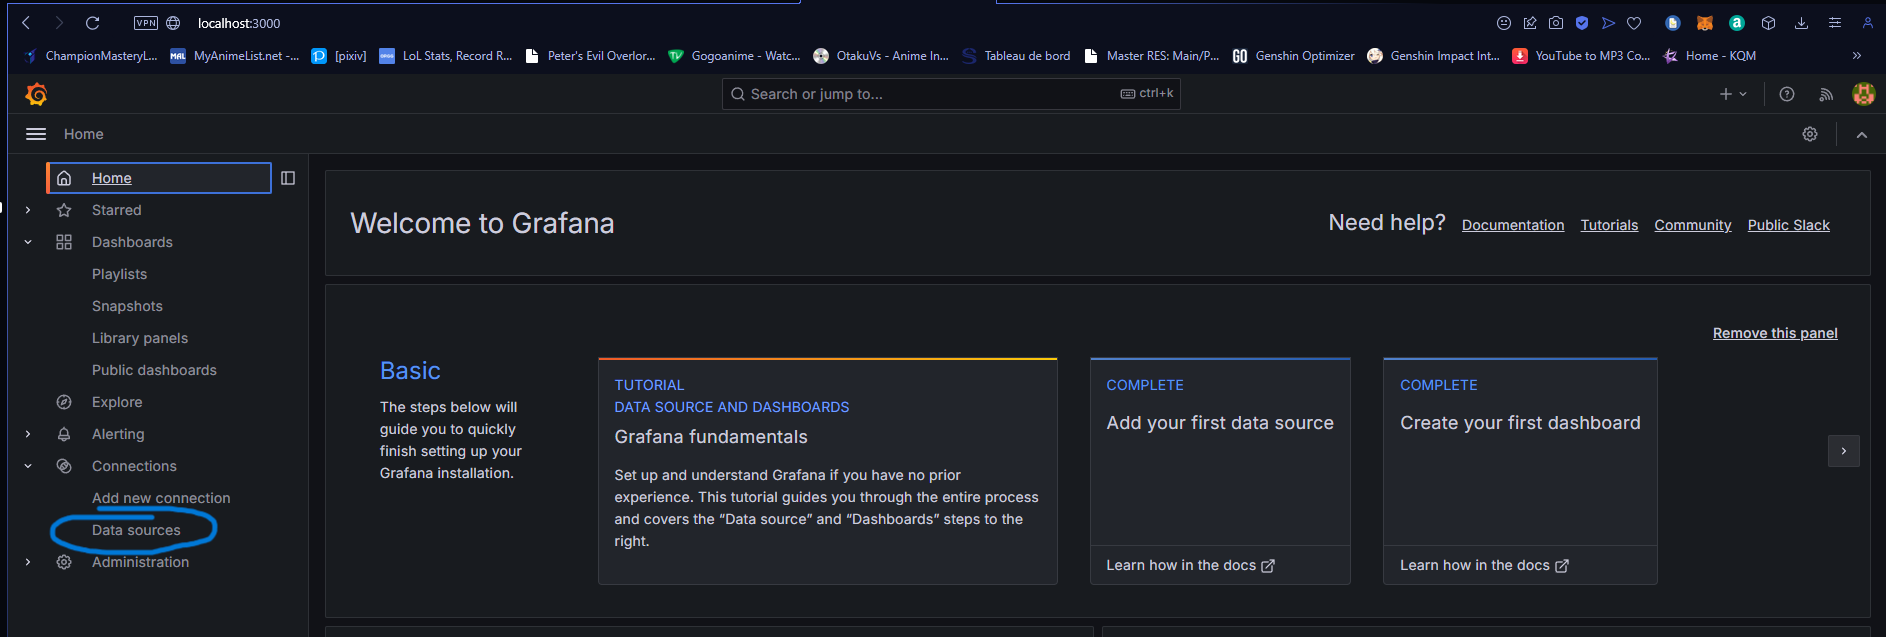 VPN localhost:3000
ChampionMasteryL... MAL MyAnimeList.net -... [pixiv] LoL Stats, Record R... Peter's Evil Overlor... Gogoanime - Watc... OtakuVs - Anime In... Tableau de bord Master RES: Main/P... GO Genshin Optimizer Genshin Impact Int... YouTube to MP3 Co... Home - KQM
Search or jump to... ctrl+k
Home
Home
Starred
Dashboards
Playlists
Snapshots
Library panels
Public dashboards
Explore
Alerting
Connections
Add new connection
Data sources
Administration
Welcome to Grafana
Need help? Documentation Tutorials Community Public Slack
Remove this panel
Basic
The steps below will
guide you to quickly
finish setting up your
Grafana installation.
TUTORIAL
DATA SOURCE AND DASHBOARDS
Grafana fundamentals
Set up and understand Grafana if you have no prior
experience. This tutorial guides you through the entire process
and covers the “Data source” and “Dashboards” steps to the
right.
COMPLETE
Add your first data source
Learn how in the docs
COMPLETE
Create your first dashboard
Learn how in the docs